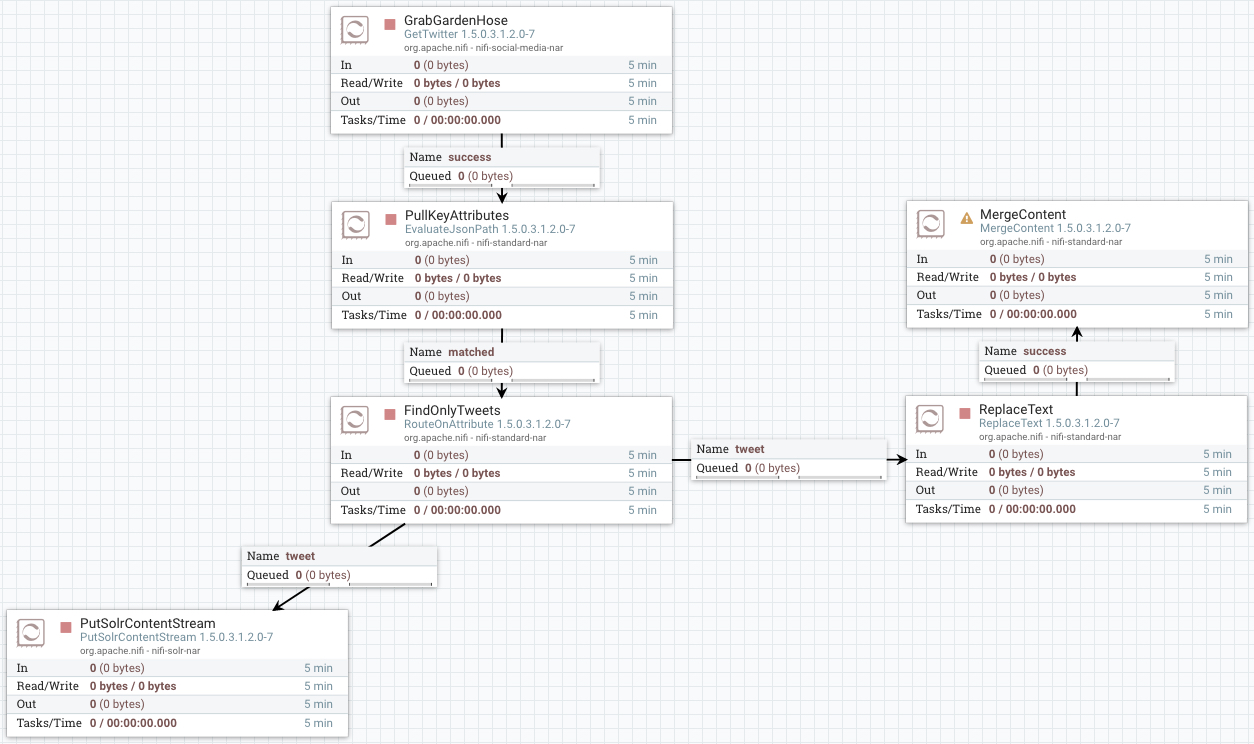 GrabGardenHose
GetTwitter 1.5.0.3.1.2.0-7
org.apache.nifi - nifi-social-media-nar
In 0 (0 bytes) 5 min
Read/Write 0 bytes / 0 bytes 5 min
Out 0 (0 bytes) 5 min
Tasks/Time 0 / 00:00:00.000 5 min
Name success
Queued 0 (0 bytes)
PullKeyAttributes
EvaluateJsonPath 1.5.0.3.1.2.0-7
org.apache.nifi - nifi-standard-nar
In 0 (0 bytes) 5 min
Read/Write 0 bytes / 0 bytes 5 min
Out 0 (0 bytes) 5 min
Tasks/Time 0 / 00:00:00.000 5 min
Name matched
Queued 0 (0 bytes)
FindOnlyTweets
RouteOnAttribute 1.5.0.3.1.2.0-7
org.apache.nifi - nifi-standard-nar
In 0 (0 bytes) 5 min
Read/Write 0 bytes / 0 bytes 5 min
Out 0 (0 bytes) 5 min
Tasks/Time 0 / 00:00:00.000 5 min
Name tweet
Queued 0 (0 bytes)
ReplaceText
ReplaceText 1.5.0.3.1.2.0-7
org.apache.nifi - nifi-standard-nar
In 0 (0 bytes) 5 min
Read/Write 0 bytes / 0 bytes 5 min
Out 0 (0 bytes) 5 min
Tasks/Time 0 / 00:00:00.000 5 min
Name success
Queued 0 (0 bytes)
MergeContent
MergeContent 1.5.0.3.1.2.0-7
org.apache.nifi - nifi-standard-nar
In 0 (0 bytes) 5 min
Read/Write 0 bytes / 0 bytes 5 min
Out 0 (0 bytes) 5 min
Tasks/Time 0 / 00:00:00.000 5 min
Name tweet
Queued 0 (0 bytes)
PutSolrContentStream
PutSolrContentStream 1.5.0.3.1.2.0-7
org.apache.nifi - nifi-solr-nar
In 0 (0 bytes) 5 min
Read/Write 0 bytes / 0 bytes 5 min
Out 0 (0 bytes) 5 min
Tasks/Time 0 / 00:00:00.000 5 min